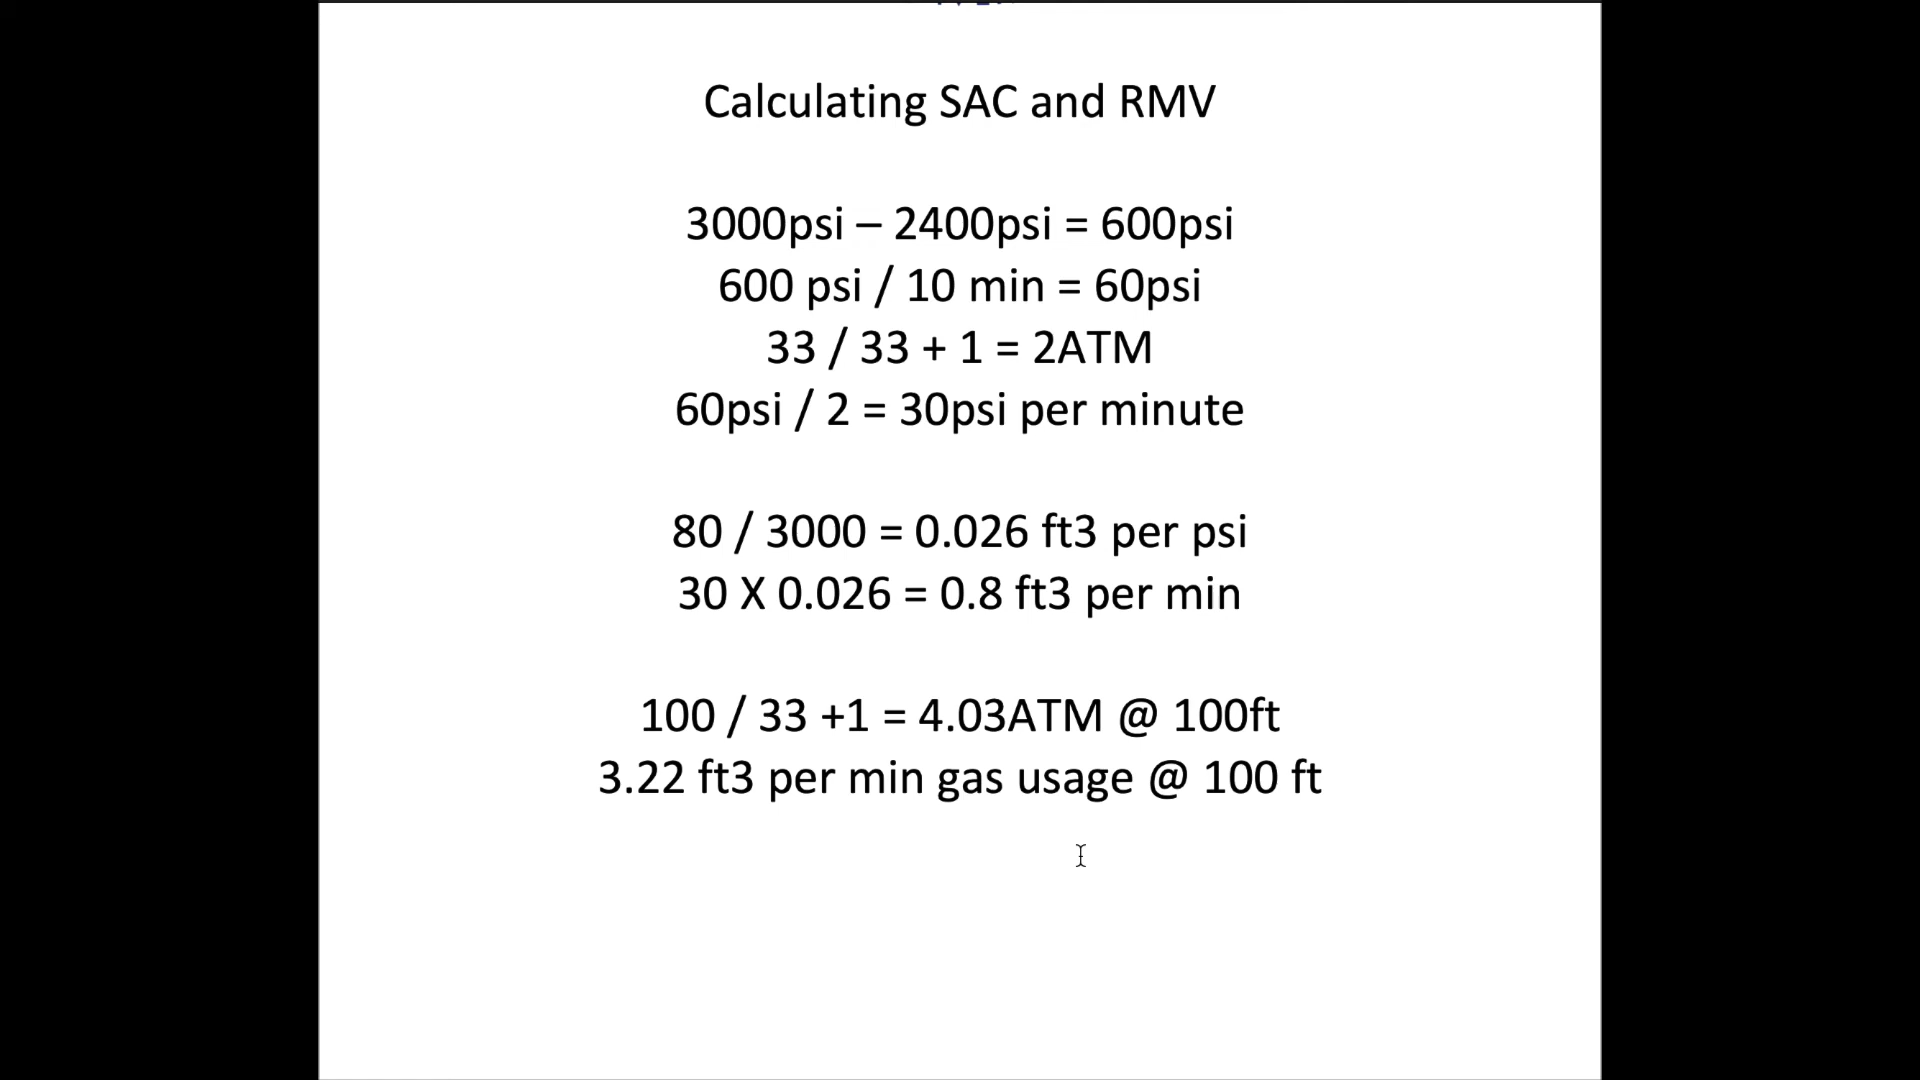 Calculating SAC and RMV
3000psi – 2400psi = 600psi
600 psi / 10 min = 60psi
33 / 33 + 1 = 2ATM
60psi / 2 = 30psi per minute
80 / 3000 = 0.026 ft3 per psi
30 X 0.026 = 0.8 ft3 per min
100 / 33 +1 = 4.03ATM @ 100ft
3.22 ft3 per min gas usage @ 100 ft